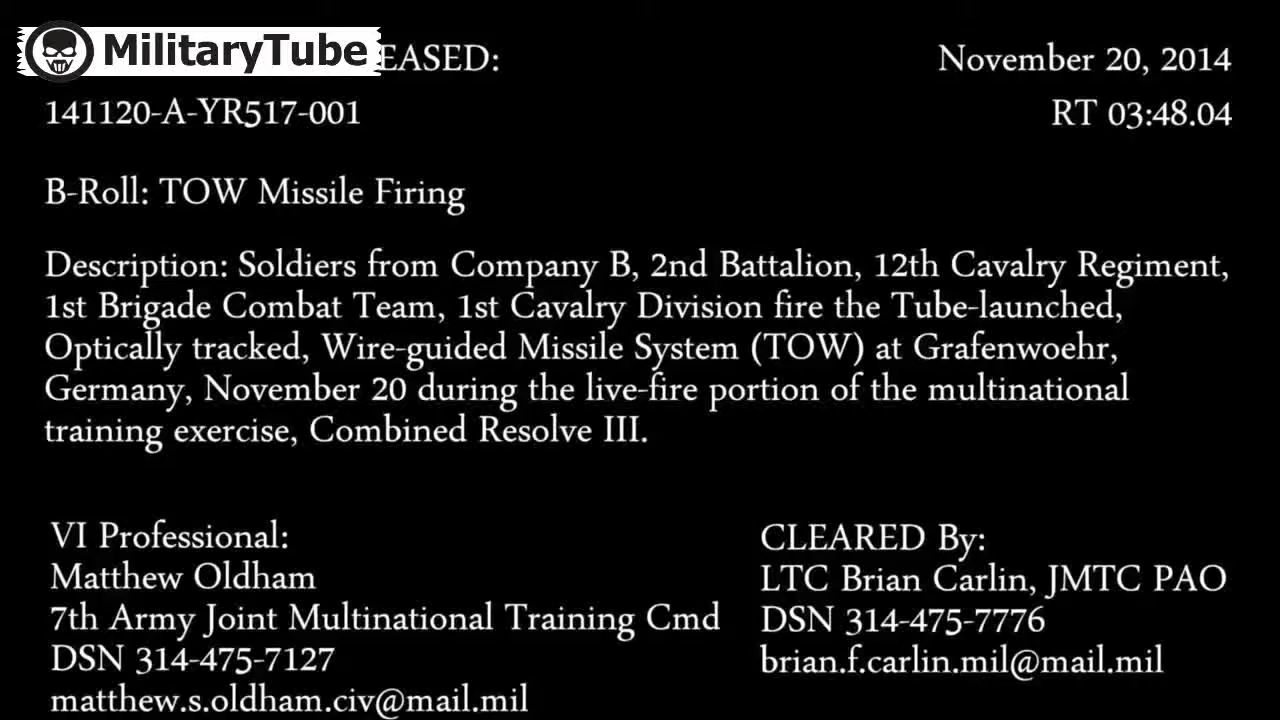 MilitaryTube EASED: November 20, 2014
141120-A-YR517-001 RT 03:48.04
B-Roll: TOW Missile Firing
Description: Soldiers from Company B, 2nd Battalion, 12th Cavalry Regiment,
1st Brigade Combat Team, 1st Cavalry Division fire the Tube-launched,
Optically tracked, Wire-guided Missile System (TOW) at Grafenwoehr,
Germany, November 20 during the live-fire portion of the multinational
training exercise, Combined Resolve III.
VI Professional:
Matthew Oldham
7th Army Joint Multinational Training Cmd
DSN 314-475-7127
matthew.s.oldham.civ@mail.mil
CLEARED By:
LTC Brian Carlin, JMTC PAO
DSN 314-475-7776
brian.f.carlin.mil@mail.mil